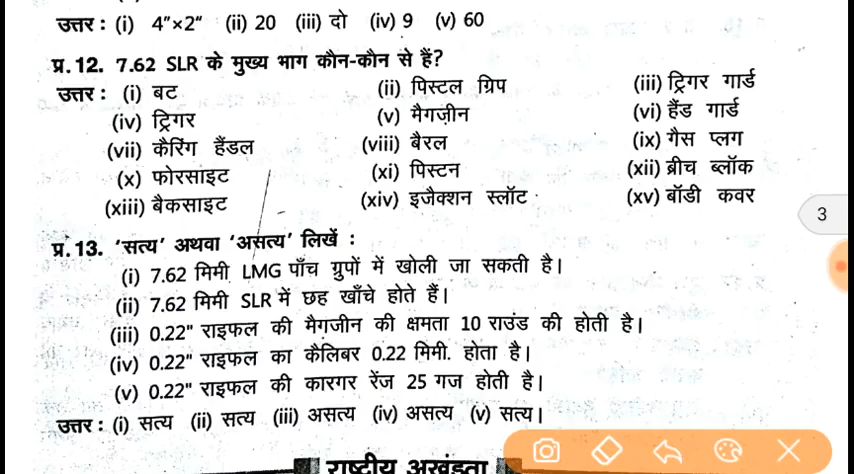 उत्तर : (i) 4"×2" (ii) 20 (iii) दो (iv) 9 (v) 60
प्र. 12. 7.62 SLR के मुख्य भाग कौन-कौन से हैं?
उत्तर : (i) बट (ii) पिस्टल ग्रिप (iii) ट्रिगर गार्ड
(iv) ट्रिगर (v) मैगज़ीन (vi) हैंड गार्ड
(vii) कैरिंग हैंडल (viii) बैरल (ix) गैस प्लग
(x) फोरसाइट (xi) पिस्टन (xii) ब्रीच ब्लॉक
(xiii) बैकसाइट (xiv) इजैक्शन स्लॉट (xv) बॉडी कवर
3
प्र. 13. 'सत्य' अथवा 'असत्य' लिखें :
(i) 7.62 मिमी LMG पाँच ग्रुपों में खोली जा सकती है।
(ii) 7.62 मिमी SLR में छह खाँचे होते हैं।
(iii) 0.22" राइफल की मैगजीन की क्षमता 10 राउंड की होती है।
(iv) 0.22" राइफल का कैलिबर 0.22 मिमी. होता है।
(v) 0.22" राइफल की कारगर रेंज 25 गज होती है।
उत्तर : (i) सत्य (ii) सत्य (iii) असत्य (iv) असत्य (v) सत्य।
राष्ट्रीय अखंडता